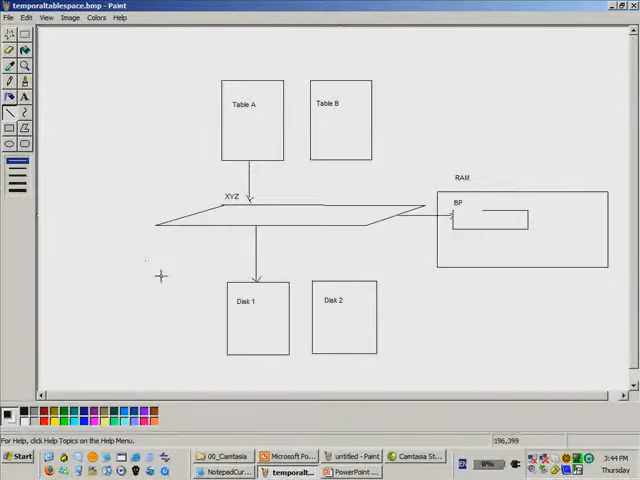 temporaltablespace.bmp - Paint
File Edit View Image Colors Help
Table A
Table B
RAM
XYZ
BP
Disk 1
Disk 2
For Help, click Help Topics on the Help Menu.
196,399
Start
00_Camtasia
Microsoft Po...
untitled - Paint
Camtasia St...
3:44 PM
NotepadCur...
temporalt...
PowerPoint ...
EN
0%
Thursday